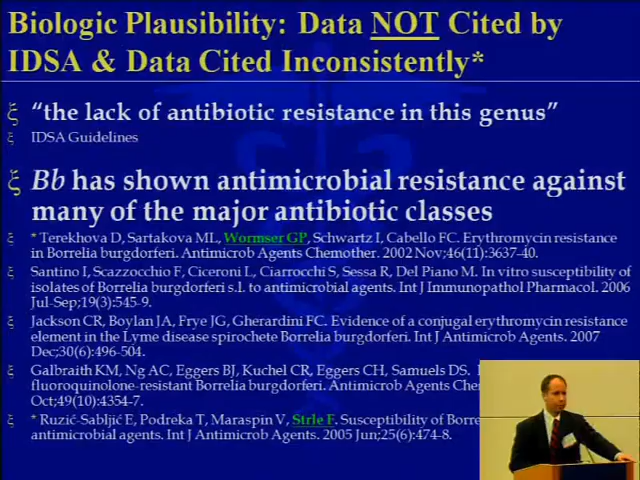 Biologic Plausibility: Data NOT Cited by
IDSA & Data Cited Inconsistently*
ξ "the lack of antibiotic resistance in this genus"
ξ IDSA Guidelines
ξ Bb has shown antimicrobial resistance against
many of the major antibiotic classes
ξ * Terekhova D, Sartakova ML, Wormser GP, Schwartz I, Cabello FC. Erythromycin resistance
in Borrelia burgdorferi. Antimicrob Agents Chemother. 2002 Nov;46(11):3637-40.
ξ Santino I, Scazzocchio F, Ciceroni L, Ciarrocchi S, Sessa R, Del Piano M. In vitro susceptibility of
isolates of Borrelia burgdorferi s.l. to antimicrobial agents. Int J Immunopathol Pharmacol. 2006
Jul-Sep;19(3):545-9.
ξ Jackson CR, Boylan JA, Frye JG, Gherardini FC. Evidence of a conjugal erythromycin resistance
element in the Lyme disease spirochete Borrelia burgdorferi. Int J Antimicrob Agents. 2007
Dec;30(6):496-504.
ξ Galbraith KM, Ng AC, Eggers BJ, Kuchel CR, Eggers CH, Samuels DS.
fluoroquinolone-resistant Borrelia burgdorferi. Antimicrob Agents
Oct;49(10):4354-7.
ξ * Ruzić-Sabljić E, Podreka T, Maraspin V, Strle F. Susceptibility of
antimicrobial agents. Int J Antimicrob Agents. 2005 Jun;25(6):474-8.